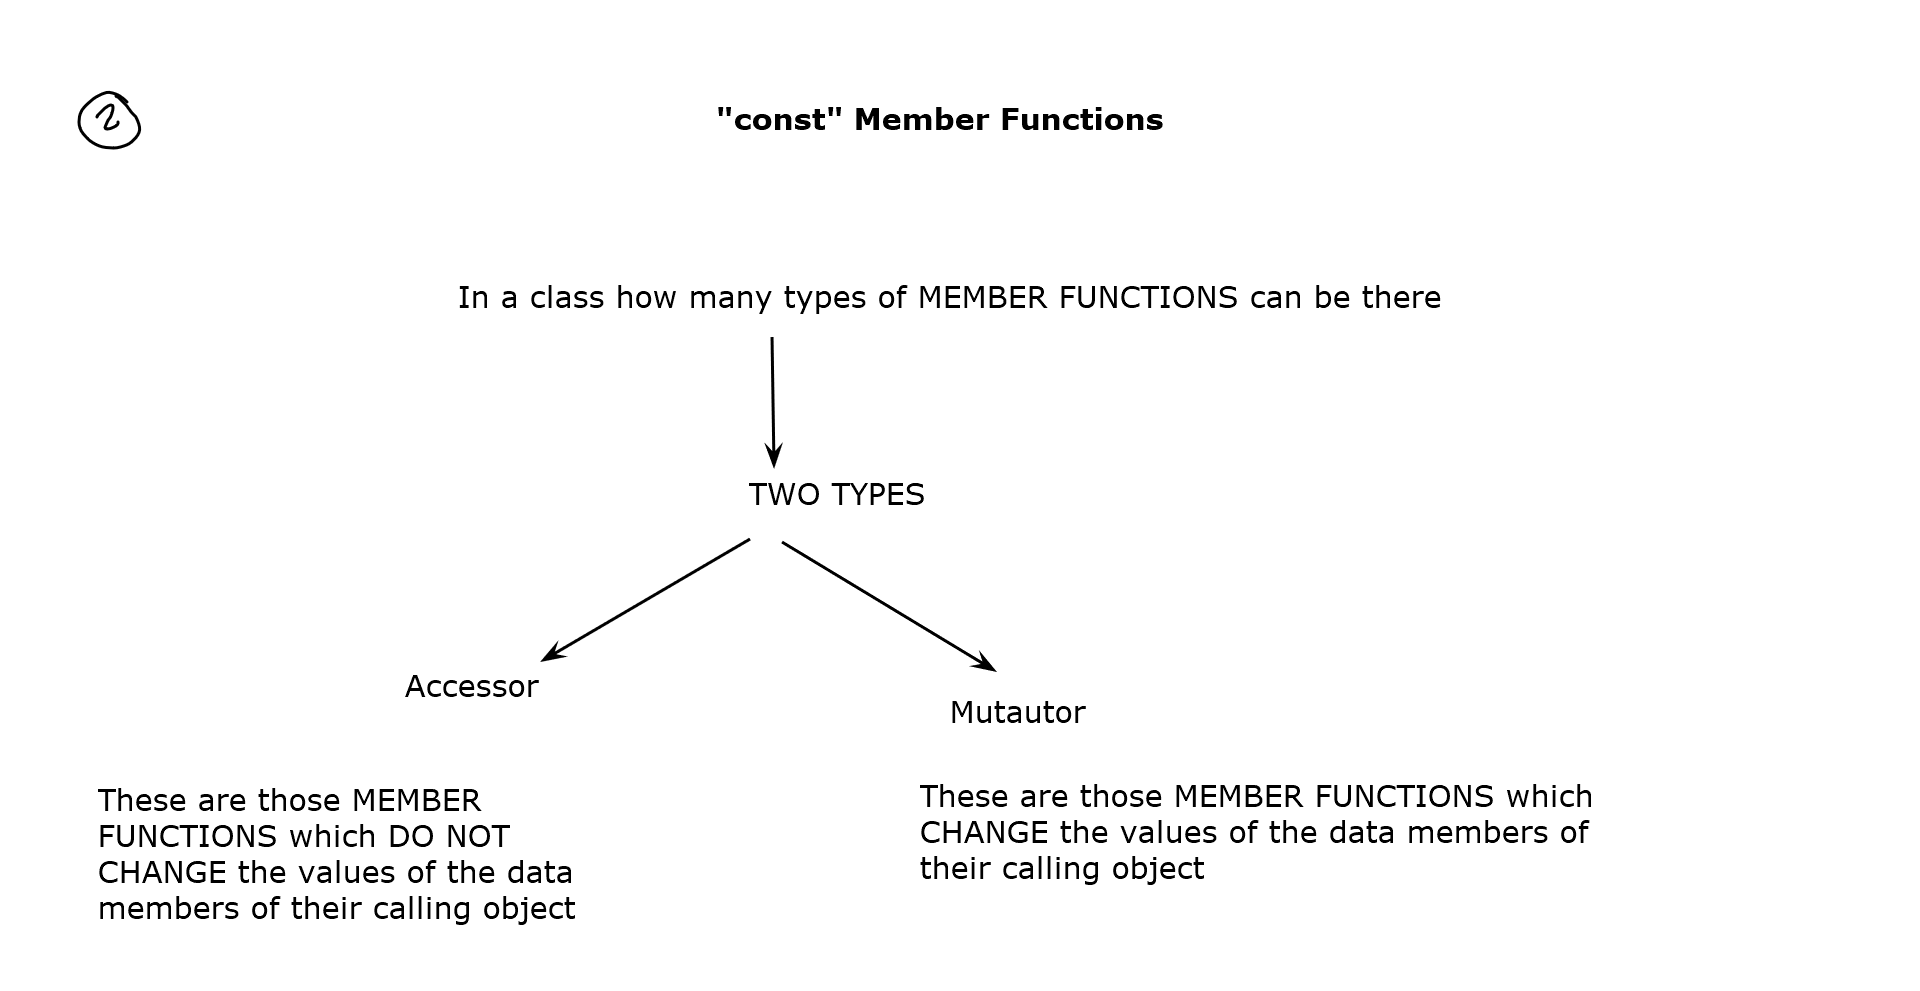 2
"const" Member Functions
In a class how many types of MEMBER FUNCTIONS can be there
TWO TYPES
Accessor
Mutautor
These are those MEMBER
FUNCTIONS which DO NOT
CHANGE the values of the data
members of their calling object
These are those MEMBER FUNCTIONS which
CHANGE the values of the data members of
their calling object